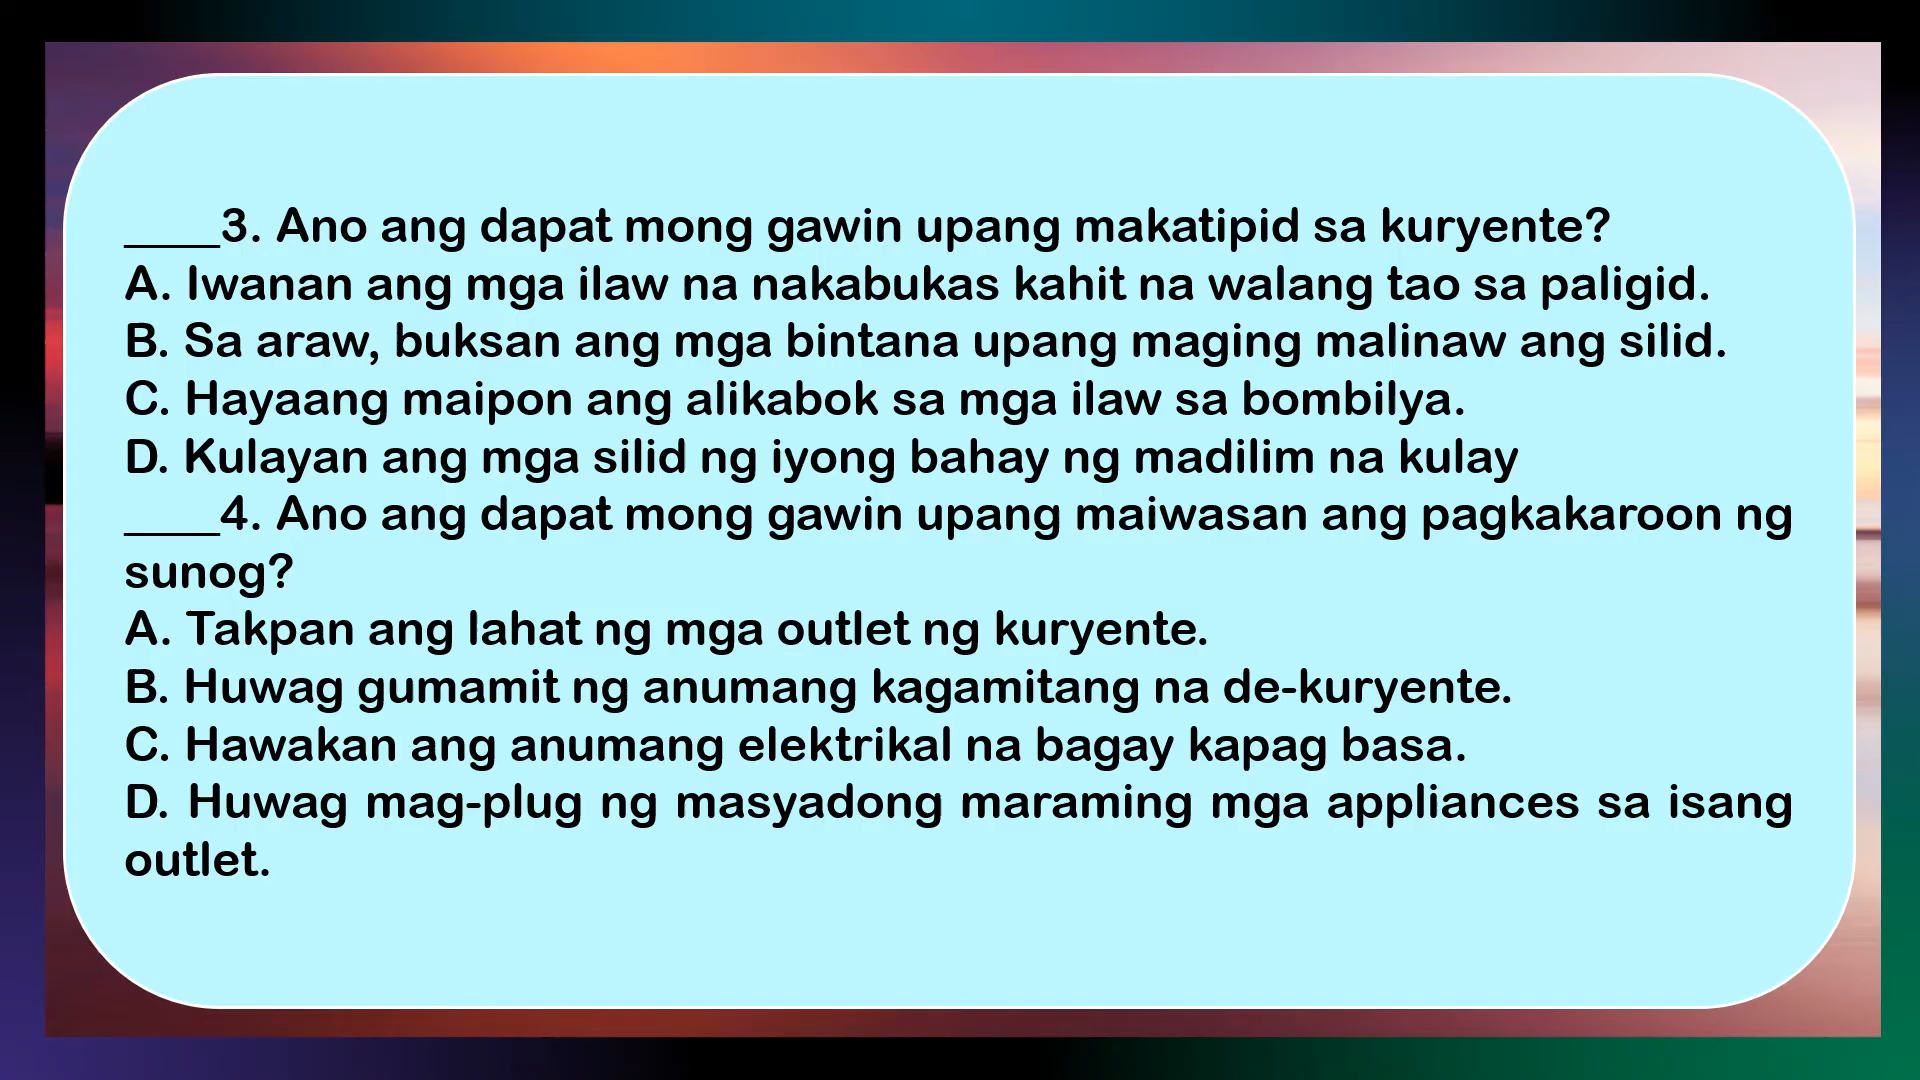 ____3. Ano ang dapat mong gawin upang makatipid sa kuryente?
A. Iwanan ang mga ilaw na nakabukas kahit na walang tao sa paligid.
B. Sa araw, buksan ang mga bintana upang maging malinaw ang silid.
C. Hayaang maipon ang alikabok sa mga ilaw sa bombilya.
D. Kulayan ang mga silid ng iyong bahay ng madilim na kulay
____4. Ano ang dapat mong gawin upang maiwasan ang pagkakaroon ng
sunog?
A. Takpan ang lahat ng mga outlet ng kuryente.
B. Huwag gumamit ng anumang kagamitang na de-kuryente.
C. Hawakan ang anumang elektrikal na bagay kapag basa.
D. Huwag mag-plug ng masyadong maraming mga appliances sa isang
outlet.